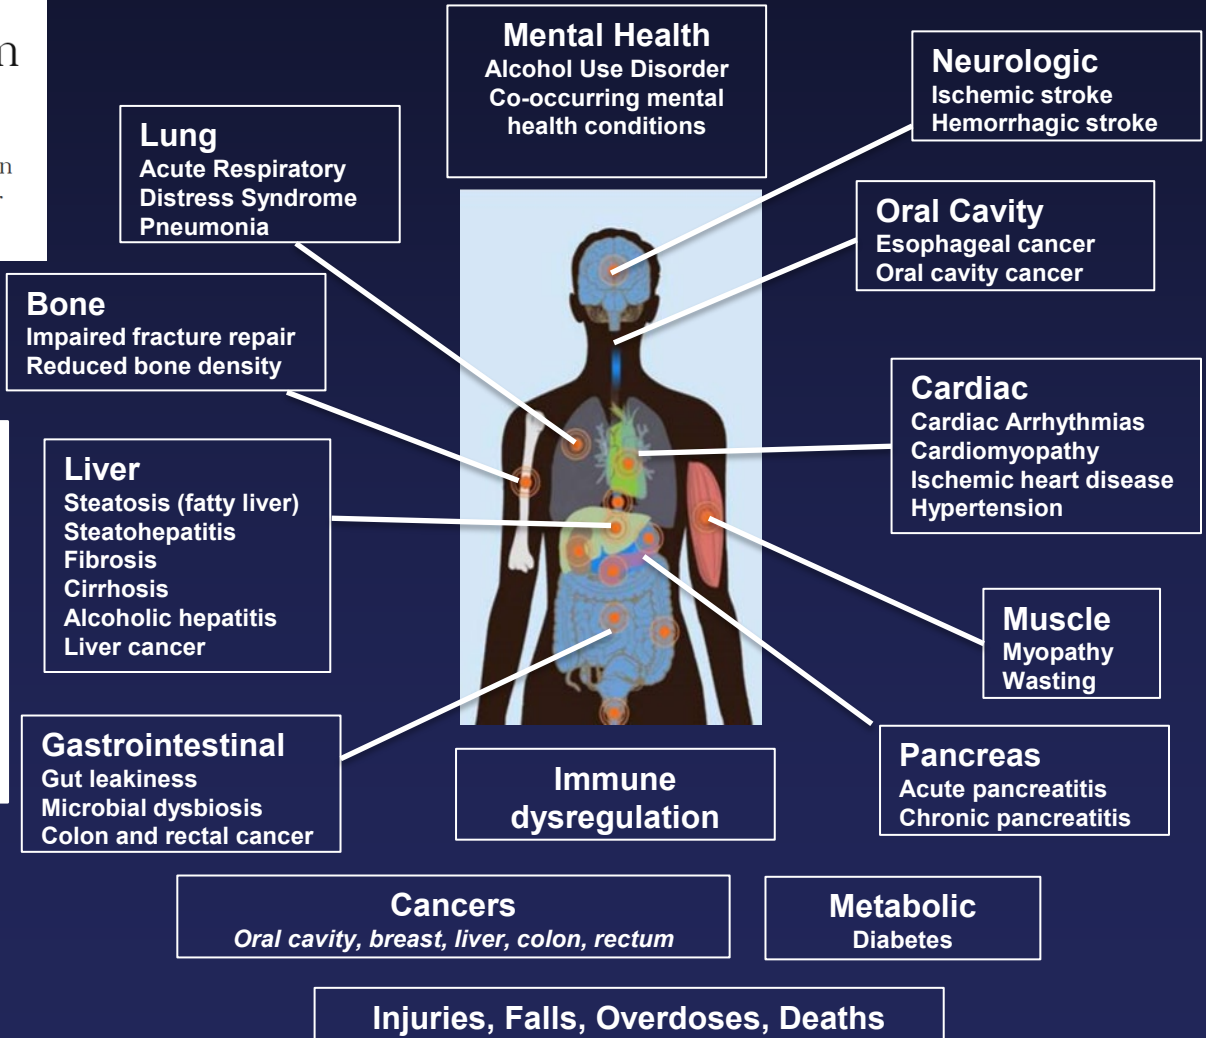 Mental Health
Alcohol Use Disorder
Co-occurring mental
health conditions
Neurologic
Ischemic stroke
Hemorrhagic stroke
Lung
Acute Respiratory
Distress Syndrome
Pneumonia
Oral Cavity
Esophageal cancer
Oral cavity cancer
Bone
Impaired fracture repair
Reduced bone density
Cardiac
Cardiac Arrhythmias
Cardiomyopathy
Ischemic heart disease
Hypertension
Liver
Steatosis (fatty liver)
Steatohepatitis
Fibrosis
Cirrhosis
Alcoholic hepatitis
Liver cancer
Muscle
Myopathy
Wasting
Gastrointestinal
Gut leakiness
Microbial dysbiosis
Colon and rectal cancer
Immune
dysregulation
Pancreas
Acute pancreatitis
Chronic pancreatitis
Cancers
Oral cavity, breast, liver, colon, rectum
Metabolic
Diabetes
Injuries, Falls, Overdoses, Deaths